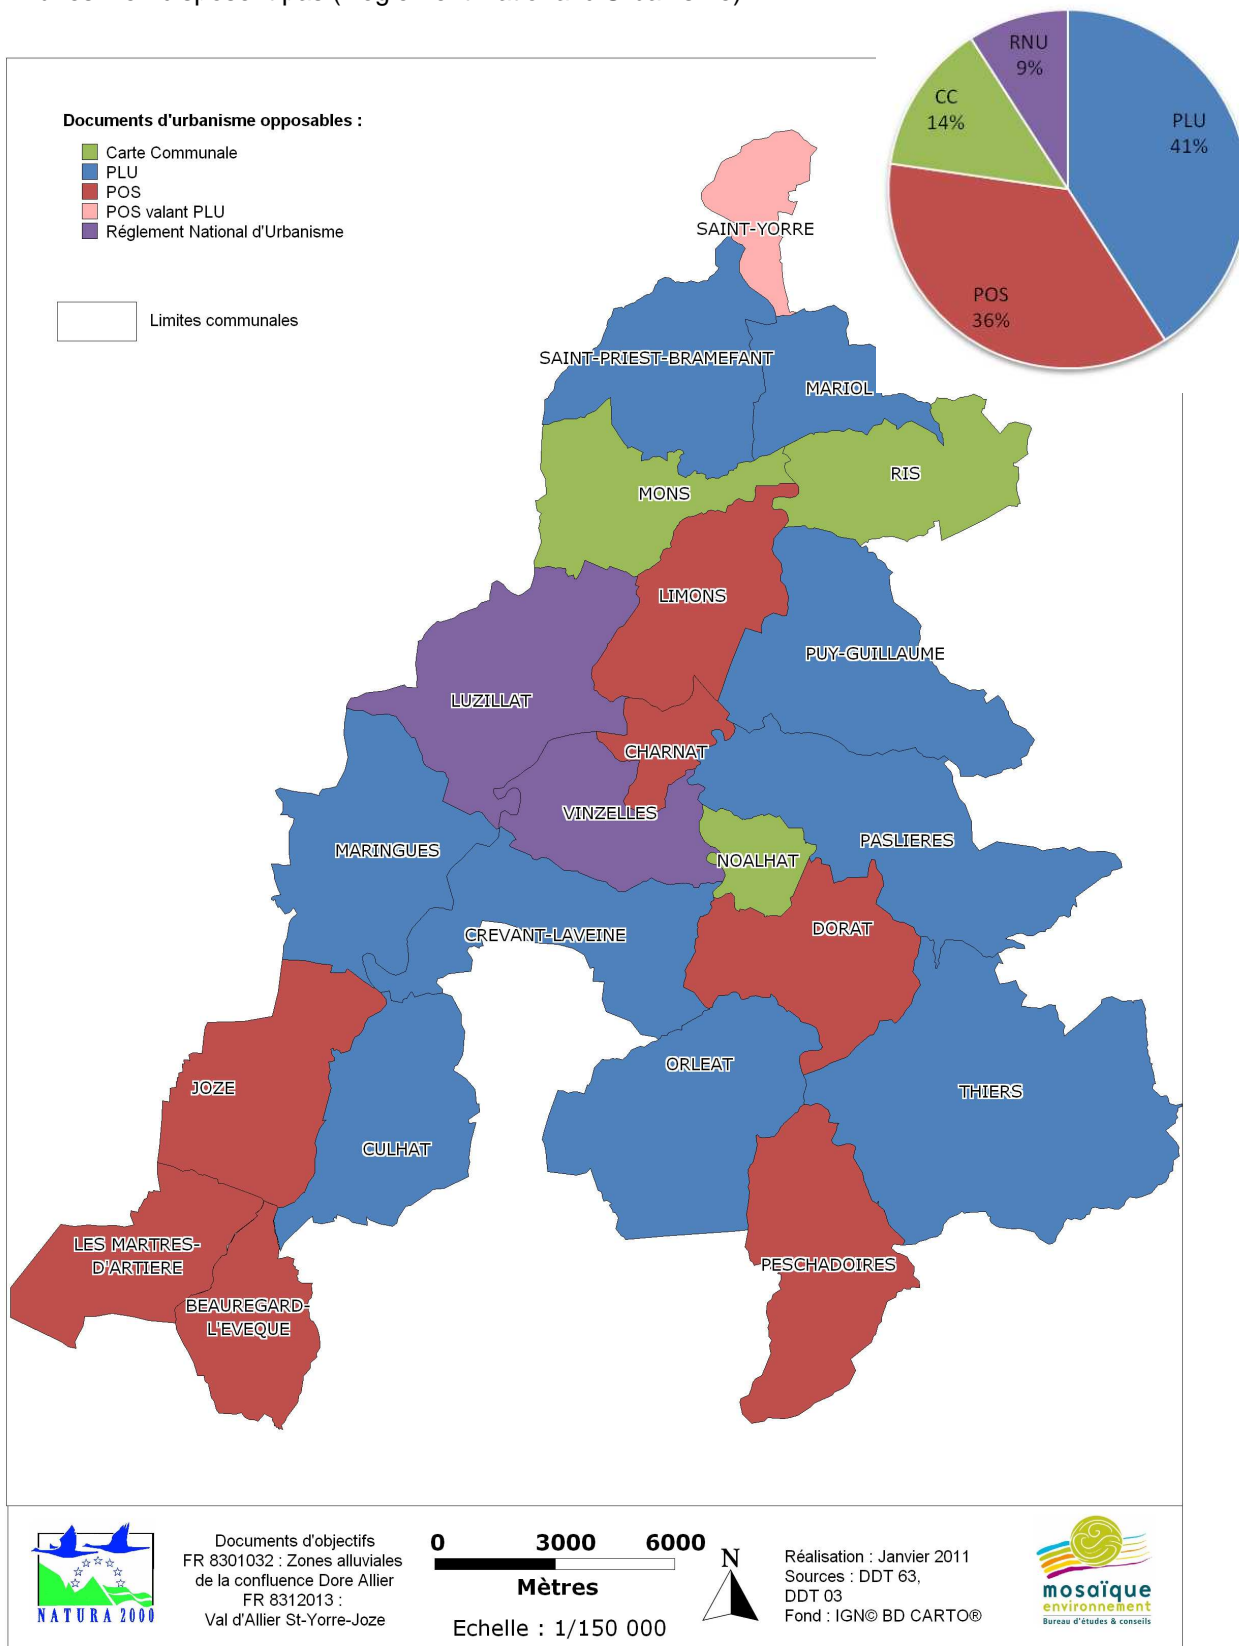 RNU
9%
CC
14%
PLU
41%
POS
36%
Documents d'urbanisme opposables :
Carte Communale
PLU
POS
POS valant PLU
Réglement National d'Urbanisme
Limites communales
SAINT-YORRE
SAINT-PRIEST-BRAMEFANT
MARIOL
RIS
MONS
LIMONS
PUY-GUILLAUME
LUZILLAT
CHARNAT
VINZELLES
MARINGUES
NOALHAT
PASLIERES
DORAT
CREVANT-LAVEINE
ORLEAT
JOZE
THIERS
CULHAT
LES MARTRES-
D'ARTIERE
PESCHADOIRES
BEAUREGARD-
L'EVEQUE
NATURA 2000
Documents d'objectifs
FR 8301032 : Zones alluviales
de la confluence Dore Allier
FR 8312013 :
Val d'Allier St-Yorre-Joze
0 3000 6000
Mètres
Echelle : 1/150 000
N
Réalisation : Janvier 2011
Sources : DDT 63,
DDT 03
Fond : IGN© BD CARTO®
mosaïque
environnement
Bureau d'études & conseils